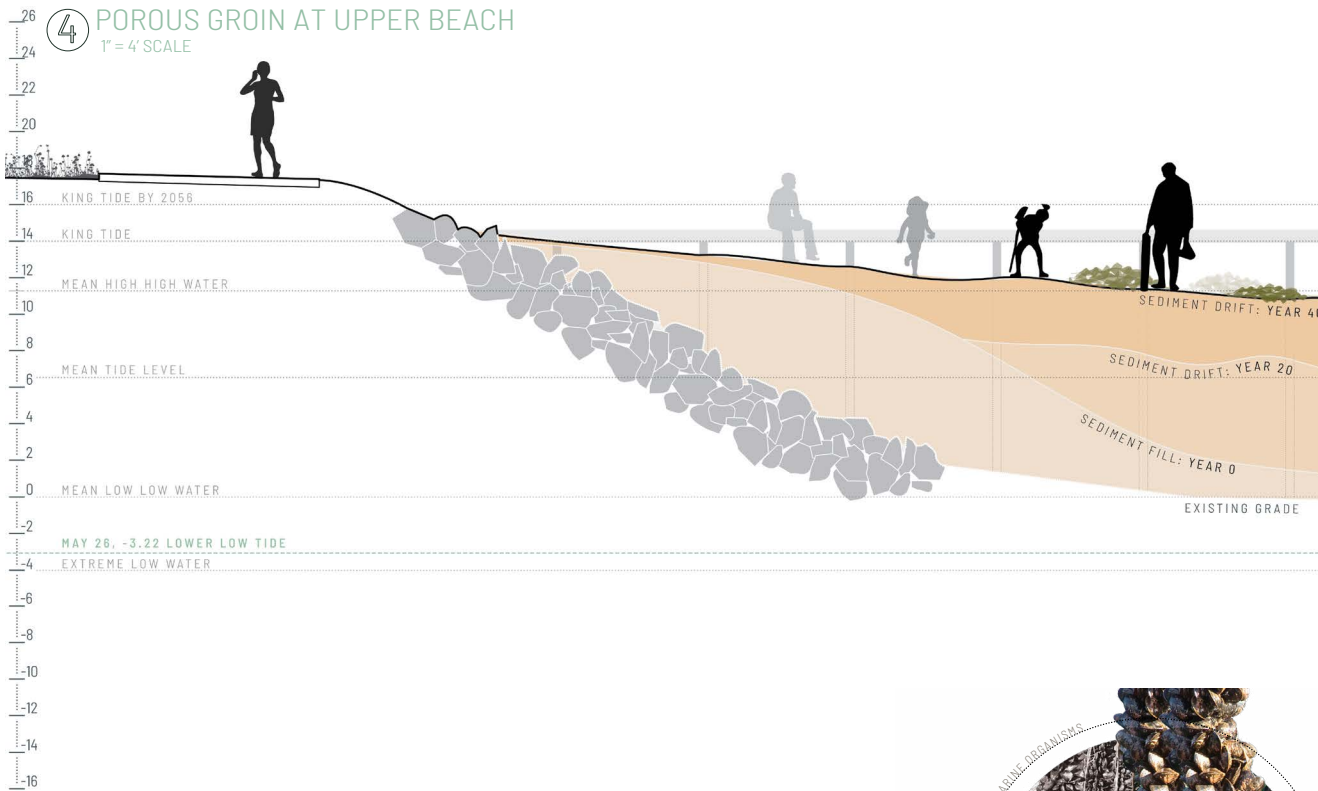 26
4 POROUS GROIN AT UPPER BEACH
1" = 4' SCALE
24
22
20
18
KING TIDE BY 2056
16
KING TIDE
14
12
MEAN HIGH HIGH WATER
10
SEDIMENT DRIFT: YEAR
8
SEDIMENT DRIFT: YEAR 20
MEAN TIDE LEVEL
6
4
SEDIMENT FILL: YEAR 0
2
MEAN LOW LOW WATER
0
EXISTING GRADE
-2
MAY 26, -3.22 LOWER LOW TIDE
EXTREME LOW WATER
-4
-6
-8
-10
-12
-14
ORGANISMS
-16